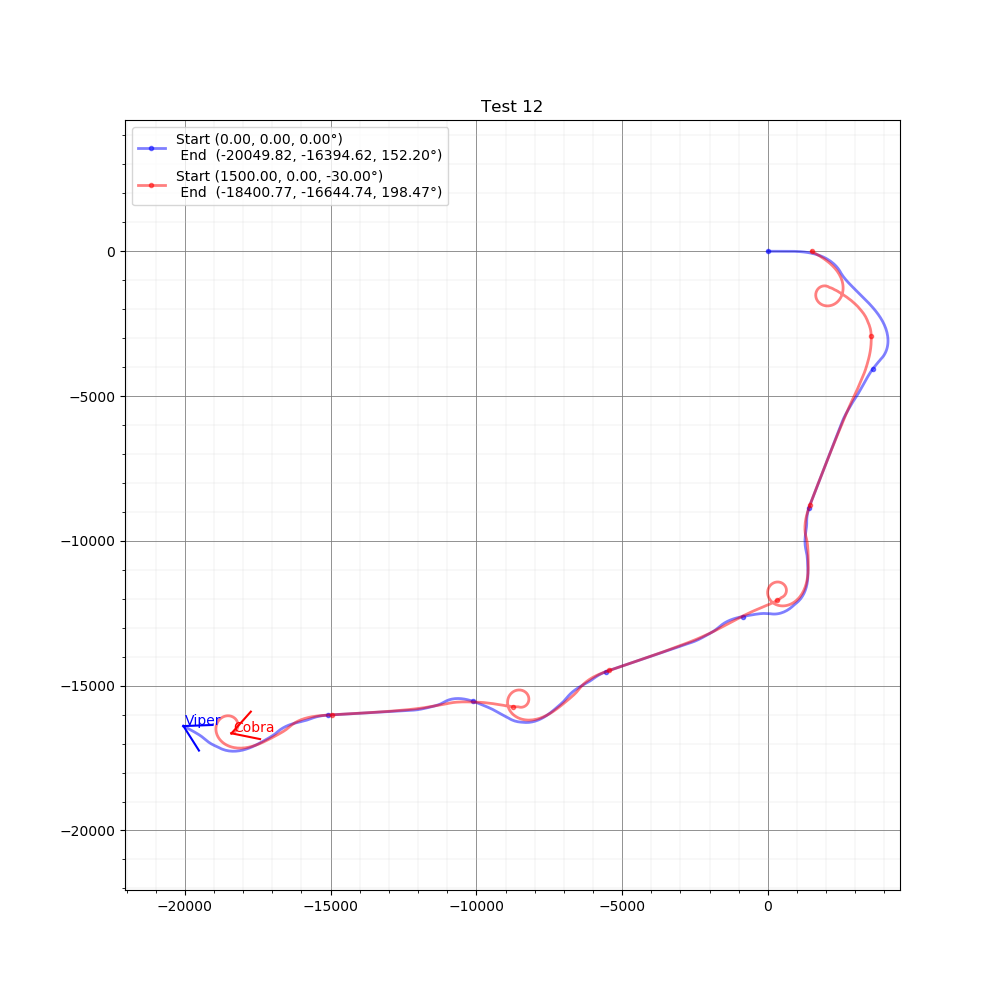 Test 12
Start (0.00, 0.00, 0.00°)
End (-20049.82, -16394.62, 152.20°)
Start (1500.00, 0.00, -30.00°)
End (-18400.77, -16644.74, 198.47°)
0
−5000
−10000
−15000
−20000
Viper
Cobra
−20000 −15000 −10000 −5000 0